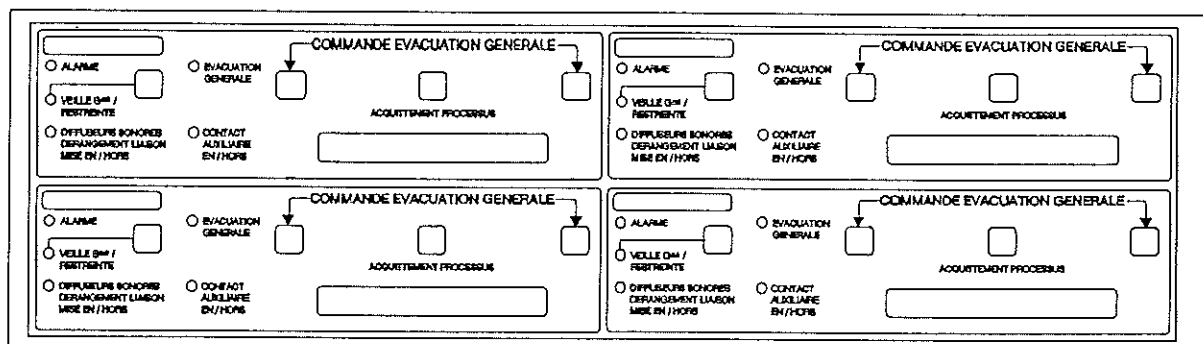 COMMANDE EVACUATION GENERALE
ALARME
EVACUATION
GENERALE
VEILLE Gale /
RESTREINTE
ACQUITTEMENT PROCESSUS
DIFFUSEURS SONORES
DERANGEMENT LIAISON
MISE EN / HORS
CONTACT
AUXILIAIRE
EN / HORS
COMMANDE EVACUATION GENERALE
ALARME
EVACUATION
GENERALE
VEILLE Gale /
RESTREINTE
ACQUITTEMENT PROCESSUS
DIFFUSEURS SONORES
DERANGEMENT LIAISON
MISE EN / HORS
CONTACT
AUXILIAIRE
EN / HORS
COMMANDE EVACUATION GENERALE
ALARME
EVACUATION
GENERALE
VEILLE Gale /
RESTREINTE
ACQUITTEMENT PROCESSUS
DIFFUSEURS SONORES
DERANGEMENT LIAISON
MISE EN / HORS
CONTACT
AUXILIAIRE
EN / HORS
COMMANDE EVACUATION GENERALE
ALARME
EVACUATION
GENERALE
VEILLE Gale /
RESTREINTE
ACQUITTEMENT PROCESSUS
DIFFUSEURS SONORES
DERANGEMENT LIAISON
MISE EN / HORS
CONTACT
AUXILIAIRE
EN / HORS